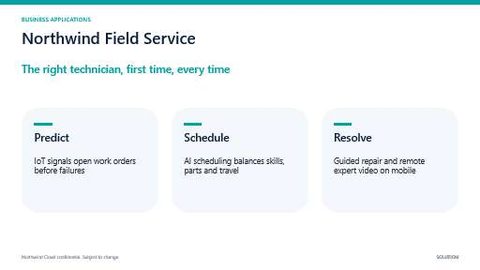 BUSINESS APPLICATIONS
Northwind Field Service
The right technician, first time, every time
Predict
IoT signals open work orders
before failures
Schedule
AI scheduling balances skills,
parts and travel
Resolve
Guided repair and remote
expert video on mobile
Northwind Cloud confidential. Subject to change.
SOLUTION